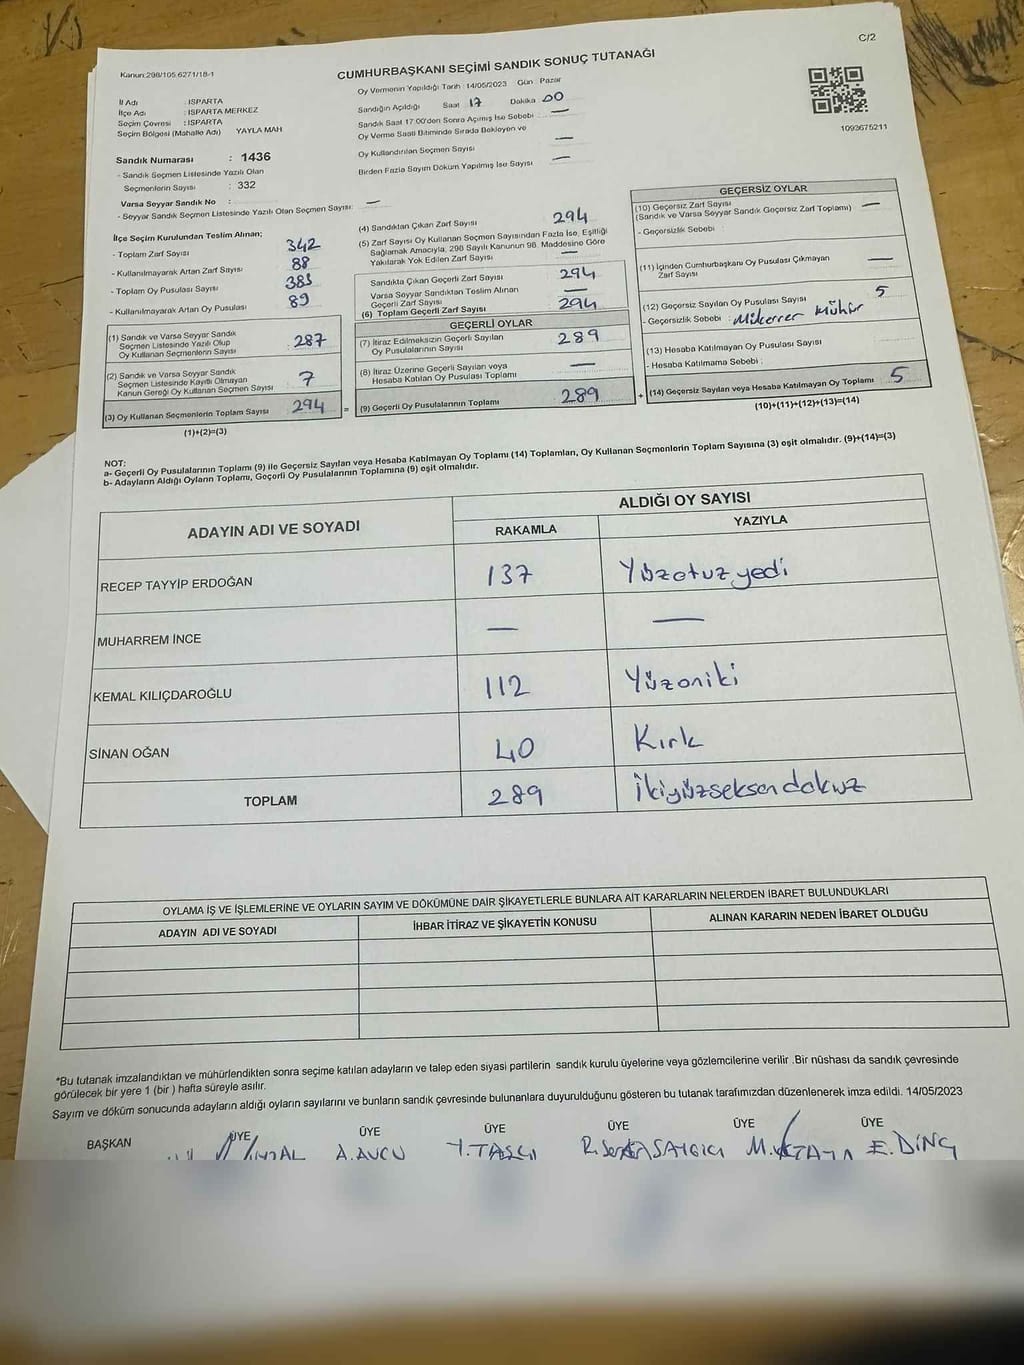 C/2
Kanun:298/105.6271/18-1
CUMHURBAŞKANI SEÇİMİ SANDIK SONUÇ TUTANAĞI
İl Adı : ISPARTA
İlçe Adı : ISPARTA MERKEZ
Seçim Çevresi : ISPARTA
Seçim Bölgesi (Mahalle Adı) YAYLA MAH
Sandık Numarası : 1436
- Sandık Seçmen Listesinde Yazılı Olan
Seçmenlerin Sayısı : 332
Varsa Seyyar Sandık No :
- Seyyar Sandık Seçmen Listesinde Yazılı Olan Seçmen Sayısı: —
Oy Vermenin Yapıldığı Tarih :14/05/2023 Gün : Pazar
Sandığın Açıldığı Saat 17 Dakika 00
Sandık Saat 17:00'den Sonra Açımış İse Sebebi —
Oy Verme Saati Bitiminde Sırada Bekleyen ve
Oy Kullandırılan Seçmen Sayısı —
Birden Fazla Sayım Döküm Yapılmış İse Sayısı —
1093675211
İlçe Seçim Kurulundan Teslim Alınan;
- Toplam Zarf Sayısı 342
- Kullanılmayarak Artan Zarf Sayısı 88
- Toplam Oy Pusulası Sayısı 383
- Kullanılmayarak Artan Oy Pusulası 89
(1) Sandık ve Varsa Seyyar Sandık
Seçmen Listesinde Yazılı Olup
Oy Kullanan Seçmenlerin Sayısı 287
(2) Sandık ve Varsa Seyyar Sandık
Seçmen Listesinde Kayıtlı Olmayan
Kanun Gereği Oy Kullanan Seçmen Sayısı 7
(3) Oy Kullanan Seçmenlerin Toplam Sayısı 294 =
(1)+(2)=(3)
(4) Sandıktan Çıkan Zarf Sayısı 294
(5) Zarf Sayısı Oy Kullanan Seçmen Sayısından Fazla İse, Eşitliği
Sağlamak Amacıyla, 298 Sayılı Kanunun 98. Maddesine Göre
Yakılarak Yok Edilen Zarf Sayısı —
Sandıkta Çıkan Geçerli Zarf Sayısı 294
Varsa Seyyar Sandıktan Teslim Alınan
Geçerli Zarf Sayısı —
(6) Toplam Geçerli Zarf Sayısı 294
GEÇERLİ OYLAR
(7) İtiraz Edilmeksizin Geçerli Sayılan
Oy Pusulalarının Sayısı 289
(8) İtiraz Üzerine Geçerli Sayılan veya
Hesaba Katılan Oy Pusulası Toplamı —
(9) Geçerli Oy Pusulalarının Toplamı 289 +
GEÇERSİZ OYLAR
(10) Geçersiz Zarf Sayısı
(Sandık ve Varsa Seyyar Sandık Geçersiz Zarf Toplamı) —
- Geçersizlik Sebebi :
(11) İçinden Cumhurbaşkanı Oy Pusulası Çıkmayan
Zarf Sayısı —
(12) Geçersiz Sayılan Oy Pusulası Sayısı 5
- Geçersizlik Sebebi : Mükerrer Mühür
(13) Hesaba Katılmayan Oy Pusulası Sayısı
- Hesaba Katılmama Sebebi :
(14) Geçersiz Sayılan veya Hesaba Katılmayan Oy Toplamı 5
(10)+(11)+(12)+(13)=(14)
NOT:
a- Geçerli Oy Pusulalarının Toplamı (9) ile Geçersiz Sayılan veya Hesaba Katılmayan Oy Toplamı (14) Toplamları, Oy Kullanan Seçmenlerin Toplam Sayısına (3) eşit olmalıdır. (9)+(14)=(3)
b- Adayların Aldığı Oyların Toplamı, Geçerli Oy Pusulalarının Toplamına (9) eşit olmalıdır.
ADAYIN ADI VE SOYADI ALDIĞI OY SAYISI
RAKAMLA YAZIYLA
RECEP TAYYİP ERDOĞAN 137 Yüzotuzyedi
MUHARREM İNCE — —
KEMAL KILIÇDAROĞLU 112 Yüzoniki
SİNAN OĞAN 40 Kırk
TOPLAM 289 İkiyüzseksendokuz
OYLAMA İŞ VE İŞLEMLERİNE VE OYLARIN SAYIM VE DÖKÜMÜNE DAİR ŞİKAYETLERLE BUNLARA AİT KARARLARIN NELERDEN İBARET BULUNDUKLARI
ADAYIN ADI VE SOYADI İHBAR İTİRAZ VE ŞİKAYETİN KONUSU ALINAN KARARIN NEDEN İBARET OLDUĞU
*Bu tutanak imzalandıktan ve mühürlendikten sonra seçime katılan adayların ve talep eden siyasi partilerin sandık kurulu üyelerine veya gözlemcilerine verilir .Bir nüshası da sandık çevresinde
görülecek bir yere 1 (bir ) hafta süreyle asılır.
Sayım ve döküm sonucunda adayların aldığı oyların sayılarını ve bunların sandık çevresinde bulunanlara duyurulduğunu gösteren bu tutanak tarafımızdan düzenlenerek imza edildi. 14/05/2023
BAŞKAN ÜYE ÜYE ÜYE ÜYE ÜYE ÜYE
A.AVCU Y.TAŞCI E.DİNÇ